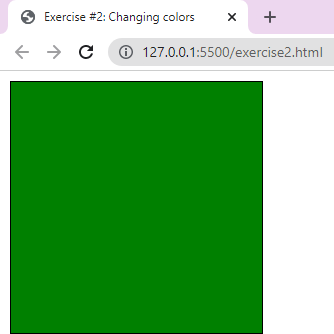 Exercise #2: Changing colors
127.0.0.1:5500/exercise2.html